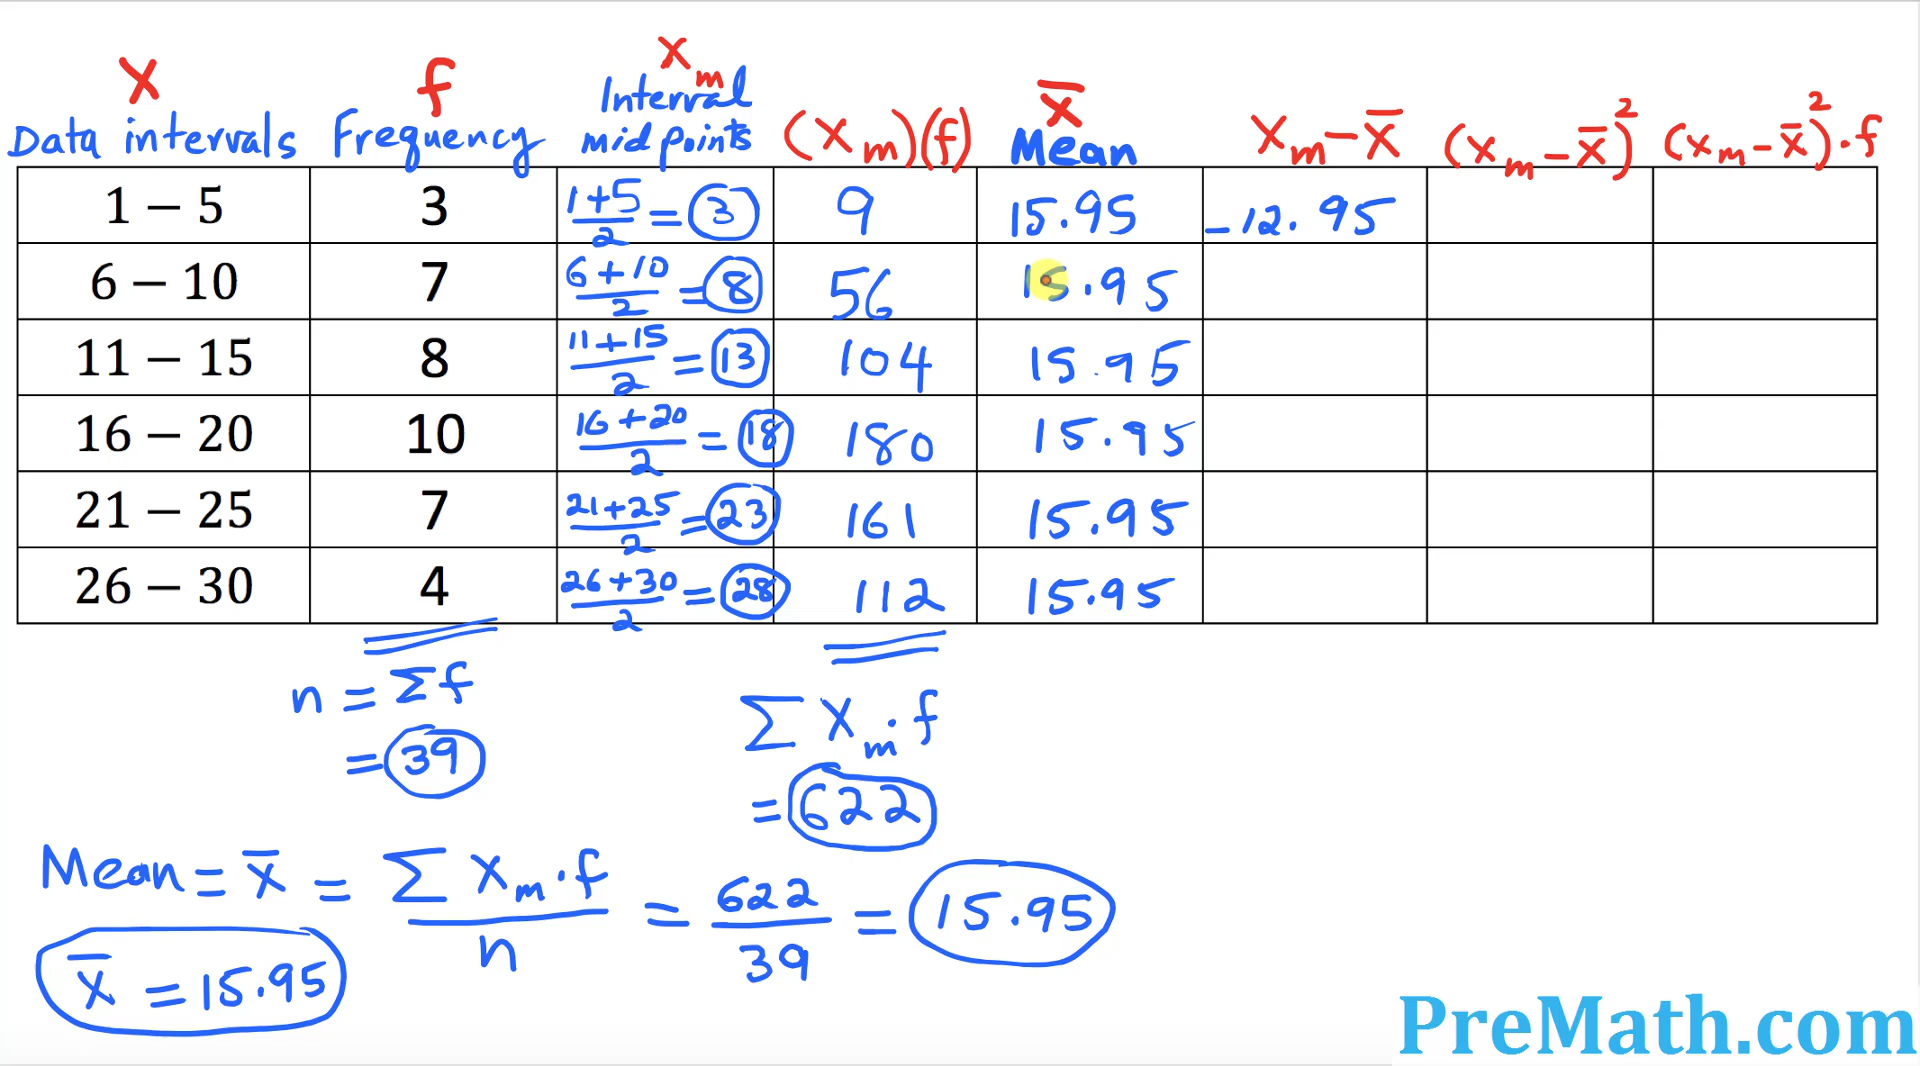 X f Xm x̄ Xm − x̄ (xm − x̄)² (xm − x̄)² · f
Data intervals Frequency Interval midpoints (Xm)(f) Mean
1 − 5 3 (1+5)/2 = 3 9 15.95 −12.95
6 − 10 7 (6+10)/2 = 8 56 15.95
11 − 15 8 (11+15)/2 = 13 104 15.95
16 − 20 10 (16+20)/2 = 18 180 15.95
21 − 25 7 (21+25)/2 = 23 161 15.95
26 − 30 4 (26+30)/2 = 28 112 15.95
n = Σf
= 39
Σ Xm · f
= 622
Mean = x̄ = (Σ Xm · f)/n = 622/39 = 15.95
x̄ = 15.95
PreMath.com